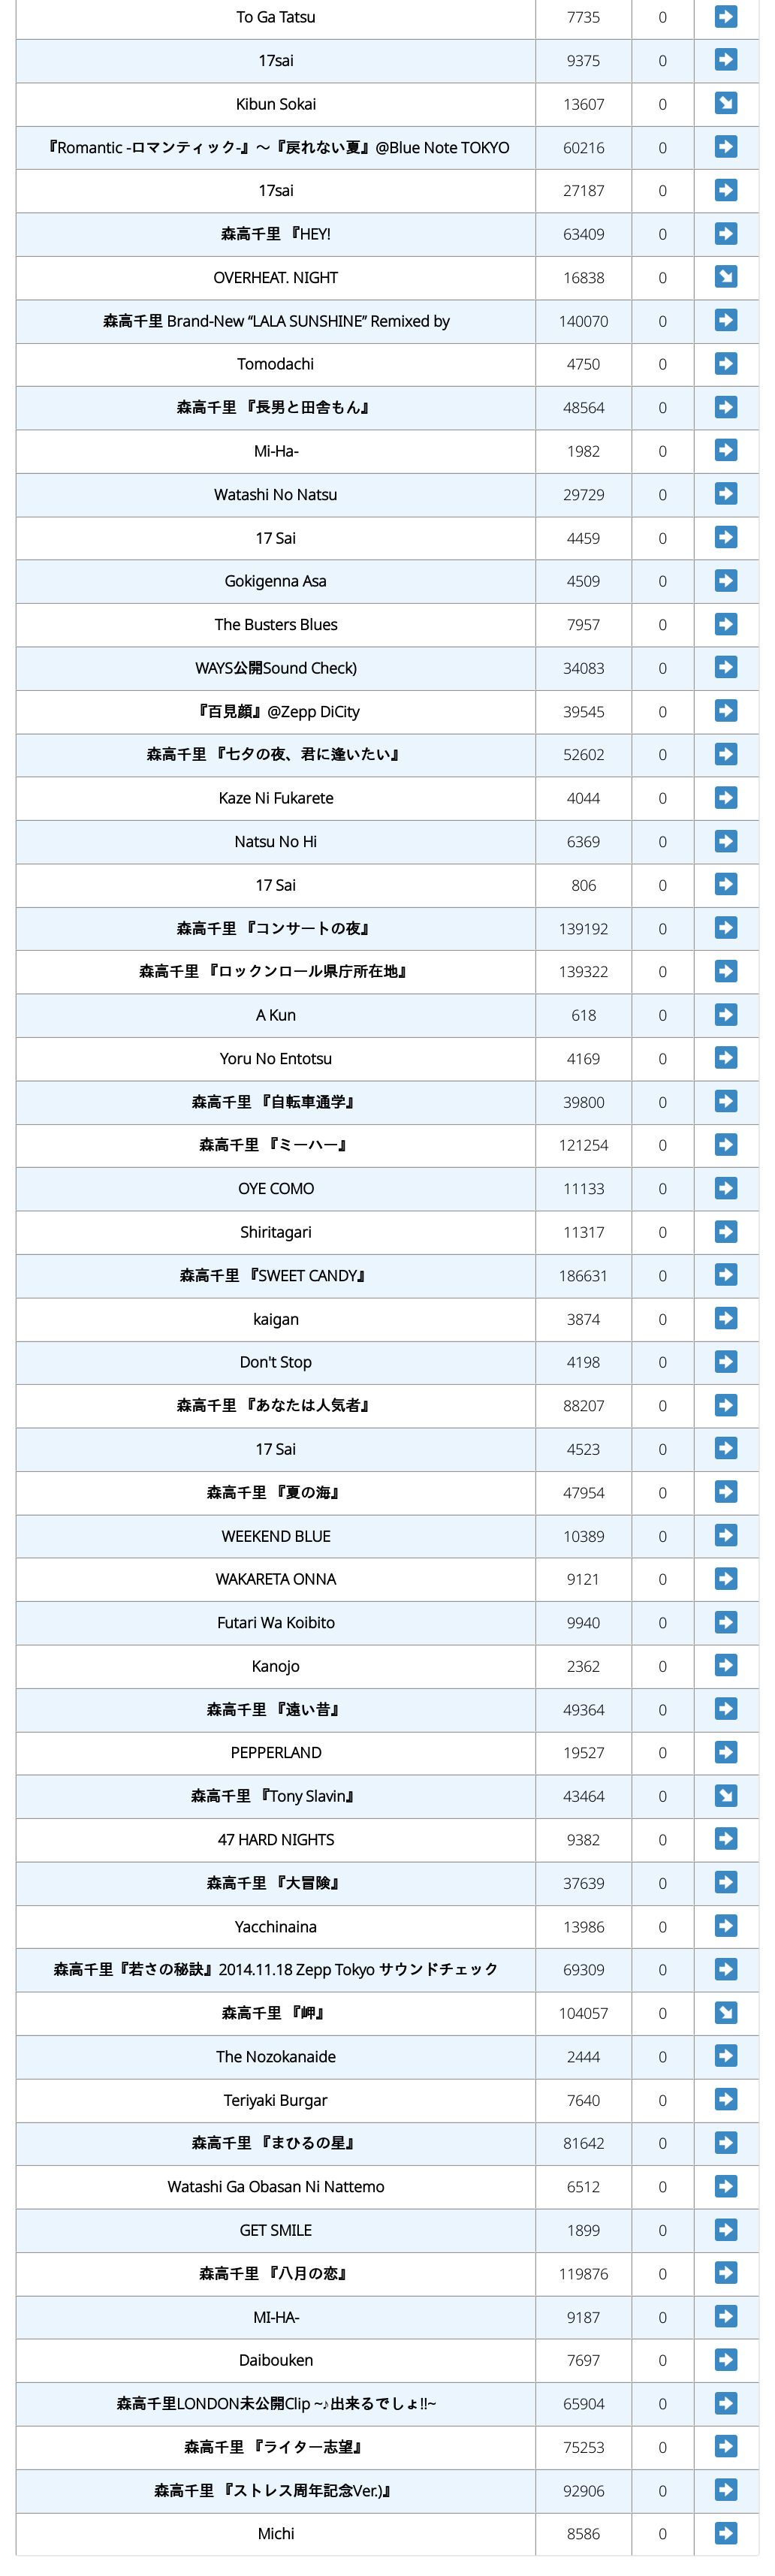 To Ga Tatsu 7735 0
17sai 9375 0
Kibun Sokai 13607 0
『Romantic -ロマンティック-』～『戻れない夏』@Blue Note TOKYO 60216 0
17sai 27187 0
森高千里 『HEY! 63409 0
OVERHEAT. NIGHT 16838 0
森高千里 Brand-New “LALA SUNSHINE” Remixed by 140070 0
Tomodachi 4750 0
森高千里 『長男と田舎もん』 48564 0
Mi-Ha- 1982 0
Watashi No Natsu 29729 0
17 Sai 4459 0
Gokigenna Asa 4509 0
The Busters Blues 7957 0
WAYS公開Sound Check) 34083 0
『百見顔』@Zepp DiCity 39545 0
森高千里 『七夕の夜、君に逢いたい』 52602 0
Kaze Ni Fukarete 4044 0
Natsu No Hi 6369 0
17 Sai 806 0
森高千里 『コンサートの夜』 139192 0
森高千里 『ロックンロール県庁所在地』 139322 0
A Kun 618 0
Yoru No Entotsu 4169 0
森高千里 『自転車通学』 39800 0
森高千里 『ミーハー』 121254 0
OYE COMO 11133 0
Shiritagari 11317 0
森高千里 『SWEET CANDY』 186631 0
kaigan 3874 0
Don't Stop 4198 0
森高千里 『あなたは人気者』 88207 0
17 Sai 4523 0
森高千里 『夏の海』 47954 0
WEEKEND BLUE 10389 0
WAKARETA ONNA 9121 0
Futari Wa Koibito 9940 0
Kanojo 2362 0
森高千里 『遠い昔』 49364 0
PEPPERLAND 19527 0
森高千里 『Tony Slavin』 43464 0
47 HARD NIGHTS 9382 0
森高千里 『大冒険』 37639 0
Yacchinaina 13986 0
森高千里『若さの秘訣』2014.11.18 Zepp Tokyo サウンドチェック 69309 0
森高千里 『岬』 104057 0
The Nozokanaide 2444 0
Teriyaki Burgar 7640 0
森高千里 『まひるの星』 81642 0
Watashi Ga Obasan Ni Nattemo 6512 0
GET SMILE 1899 0
森高千里 『八月の恋』 119876 0
MI-HA- 9187 0
Daibouken 7697 0
森高千里LONDON未公開Clip ~♪出来るでしょ!!~ 65904 0
森高千里 『ライター志望』 75253 0
森高千里 『ストレス周年記念Ver.)』 92906 0
Michi 8586 0